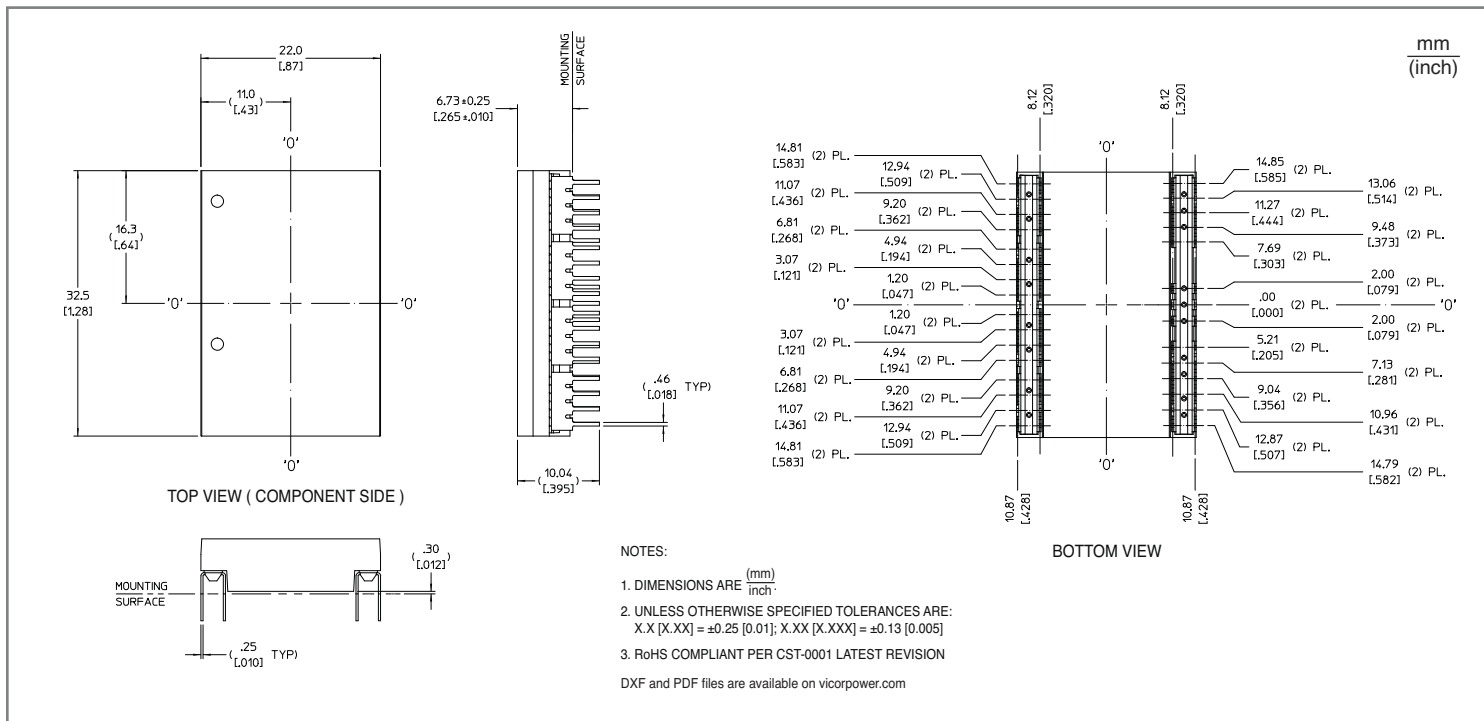 mm
(inch)
22.0
[.87]
( 11.0
[.43] )
'0'
( 16.3
[.64] )
32.5
[1.28]
'0'
'0'
'0'
TOP VIEW ( COMPONENT SIDE )
MOUNTING
SURFACE
6.73±0.25
[.265±.010]
( .46
[.018] TYP)
( 10.04
[.395] )
MOUNTING
SURFACE
( .30
[.012] )
( .25
[.010] TYP)
8.12
[.320]
8.12
[.320]
'0'
14.81
[.583] (2) PL.
12.94
[.509] (2) PL.
11.07
[.436] (2) PL.
9.20
[.362] (2) PL.
6.81
[.268] (2) PL.
4.94
[.194] (2) PL.
3.07
[.121] (2) PL.
1.20
[.047] (2) PL.
'0'
1.20
[.047] (2) PL.
3.07
[.121] (2) PL.
4.94
[.194] (2) PL.
6.81
[.268] (2) PL.
9.20
[.362] (2) PL.
11.07
[.436] (2) PL.
12.94
[.509] (2) PL.
14.81
[.583] (2) PL.
14.85
[.585] (2) PL.
13.06
[.514] (2) PL.
11.27
[.444] (2) PL.
9.48
[.373] (2) PL.
7.69
[.303] (2) PL.
2.00
[.079] (2) PL.
.00
[.000] (2) PL.
'0'
2.00
[.079] (2) PL.
5.21
[.205] (2) PL.
7.13
[.281] (2) PL.
9.04
[.356] (2) PL.
10.96
[.431] (2) PL.
12.87
[.507] (2) PL.
14.79
[.582] (2) PL.
'0'
10.87
[.428]
10.87
[.428]
BOTTOM VIEW
NOTES:
1. DIMENSIONS ARE (mm)
inch.
2. UNLESS OTHERWISE SPECIFIED TOLERANCES ARE:
X.X [X.XX] = ±0.25 [0.01]; X.XX [X.XXX] = ±0.13 [0.005]
3. RoHS COMPLIANT PER CST-0001 LATEST REVISION
DXF and PDF files are available on vicorpower.com